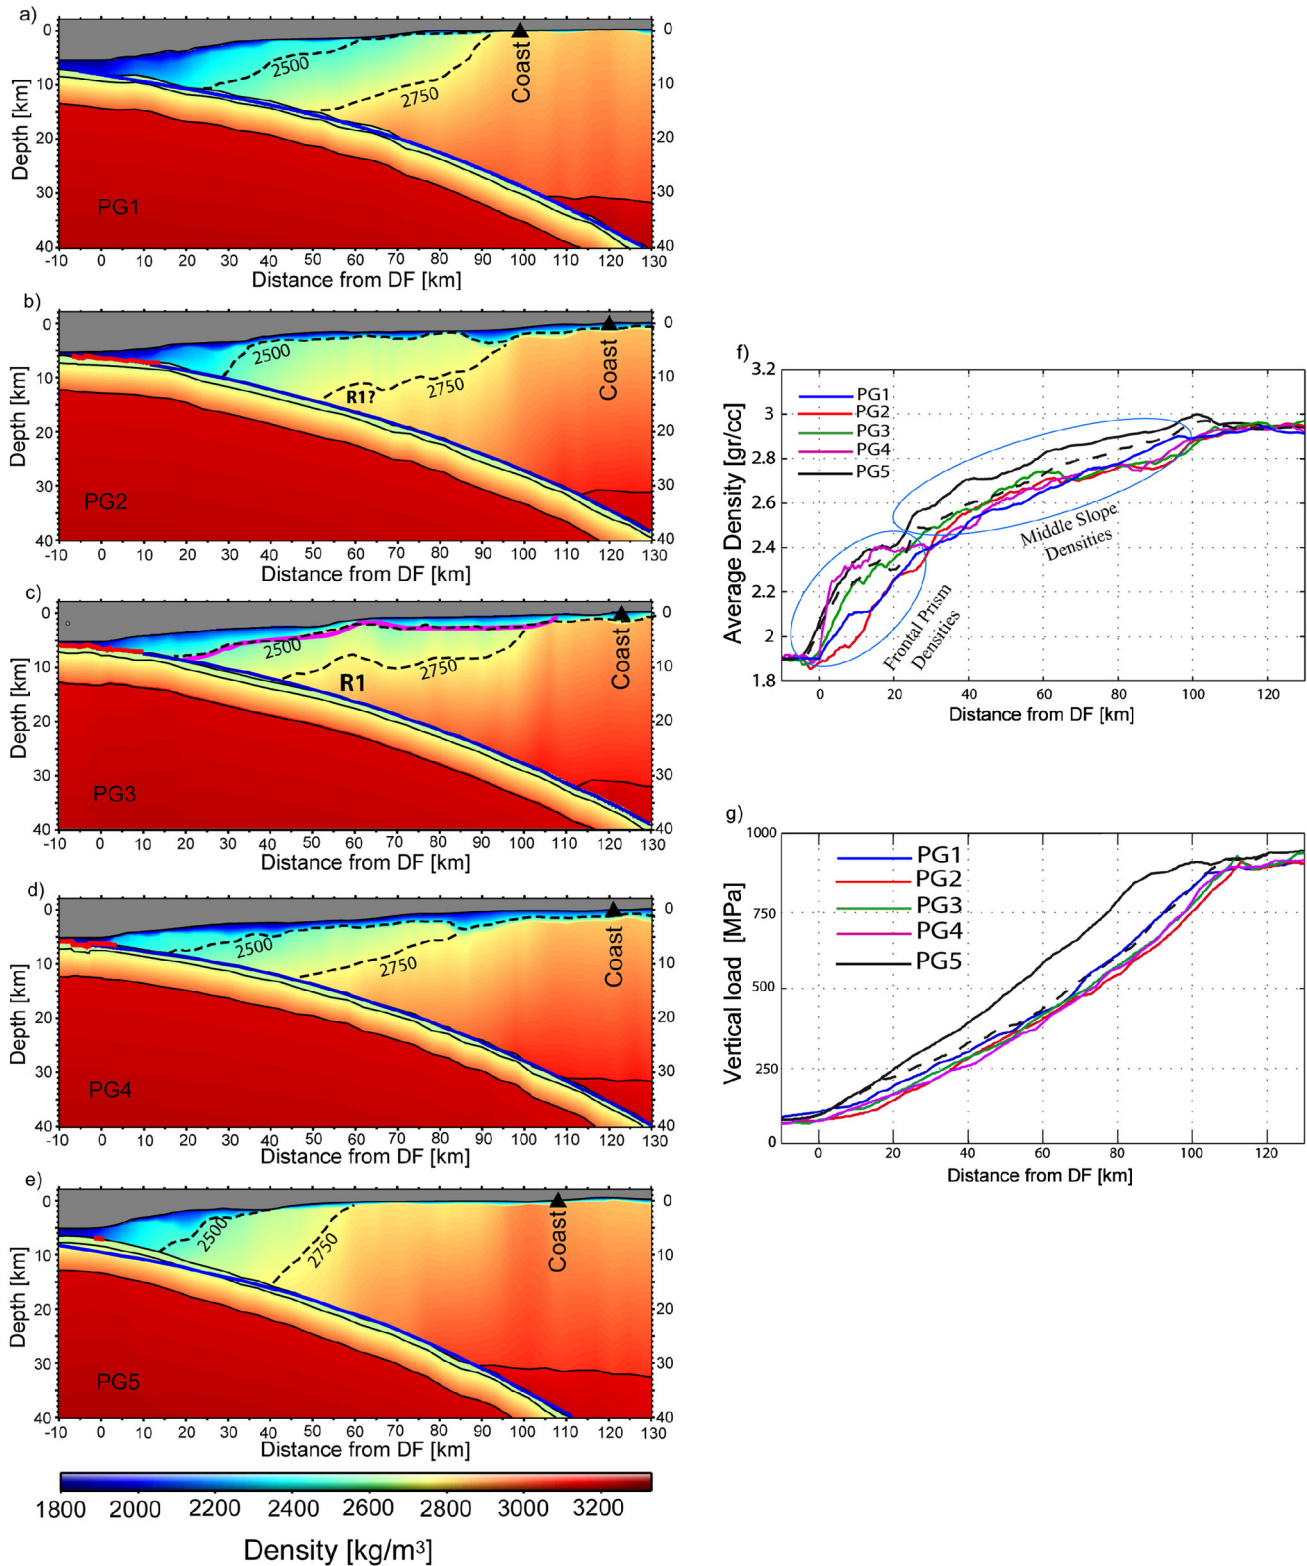 a)
0
10
20
30
40
Depth [km]
2500
2750
Coast
PG1
0
10
20
30
40
-10 0 10 20 30 40 50 60 70 80 90 100 110 120 130
Distance from DF [km]
b)
0
10
20
30
40
Depth [km]
2500
R1?
2750
Coast
PG2
0
10
20
30
40
-10 0 10 20 30 40 50 60 70 80 90 100 110 120 130
Distance from DF [km]
c)
0
10
20
30
40
Depth [km]
2500
R1
2750
Coast
PG3
0
10
20
30
40
-10 0 10 20 30 40 50 60 70 80 90 100 110 120 130
Distance from DF [km]
d)
0
10
20
30
40
Depth [km]
2500
2750
Coast
PG4
0
10
20
30
40
-10 0 10 20 30 40 50 60 70 80 90 100 110 120 130
Distance from DF [km]
e)
0
10
20
30
40
Depth [km]
2500
2750
Coast
PG5
0
10
20
30
40
-10 0 10 20 30 40 50 60 70 80 90 100 110 120 130
Distance from DF [km]
1800 2000 2200 2400 2600 2800 3000 3200
Density [kg/m³]
f)
3.2
3
2.8
2.6
2.4
2.2
2
1.8
Average Density [gr/cc]
PG1
PG2
PG3
PG4
PG5
Middle Slope
Densities
Frontal Prism
Densities
0 20 40 60 80 100 120
Distance from DF [km]
g)
1000
750
500
250
0
Vertical load [MPa]
PG1
PG2
PG3
PG4
PG5
0 20 40 60 80 100 120
Distance from DF [km]